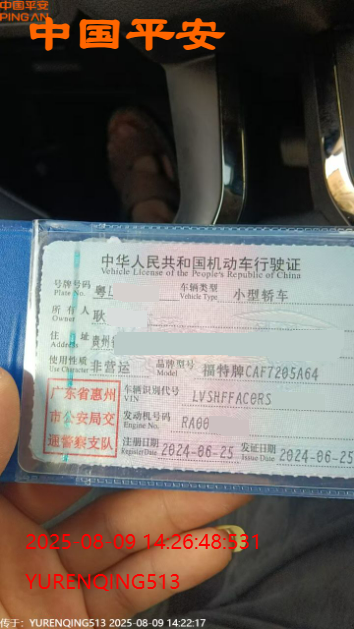 中国平安
PING AN
中国平安
中华人民共和国机动车行驶证
Vehicle License of the People's Republic of China
号牌号码 粤L 车辆类型 小型轿车
Plate No. Vehicle Type
所有人 耿
Owner
住址 贵州
Address
使用性质 非营运 品牌型号 福特牌CAF7205A64
Use Character Model
广东省惠州市公安局交通警察支队
车辆识别代号 LVSHFFAC0RS
VIN
发动机号码 RA00
Engine No.
注册日期 2024-06-25 发证日期 2024-06-25
Register Date Issue Date
2025-08-09 14:26:48:531
YURENQING513
传于：YURENQING513 2025-08-09 14:22:17